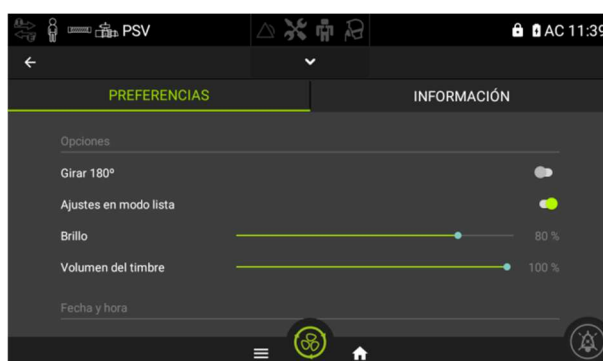 PSV AC 11:39
PREFERENCIAS INFORMACIÓN
Opciones
Girar 180º
Ajustes en modo lista
Brillo 80 %
Volumen del timbre 100 %
Fecha y hora